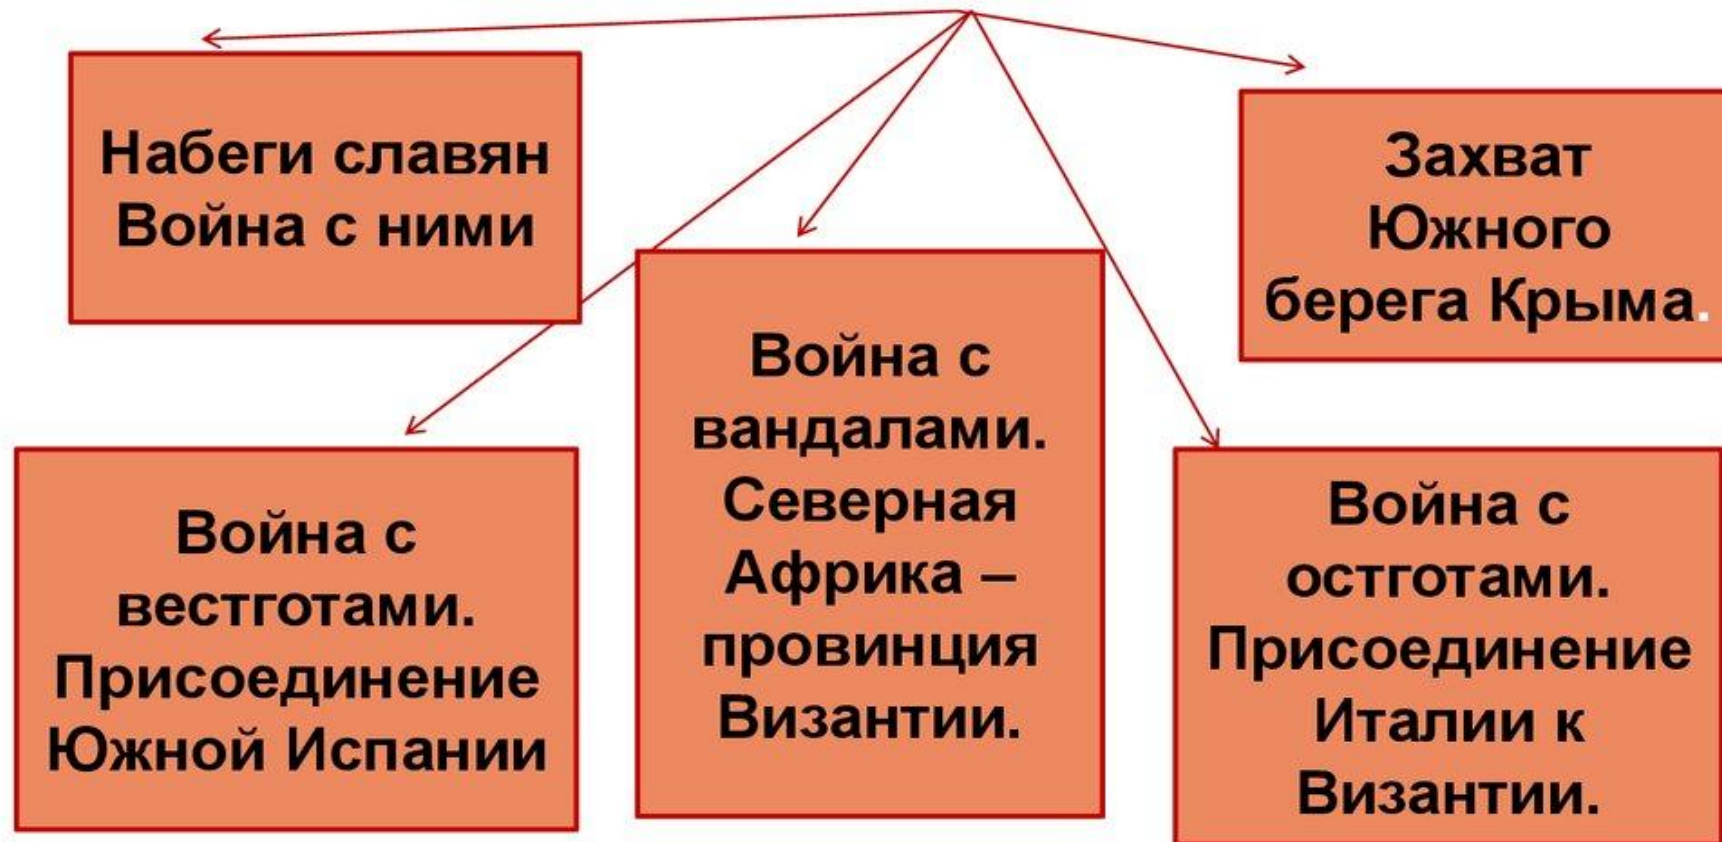 Набеги славян
Война с ними
Захват
Южного
берега Крыма.
Война с
вестготами.
Присоединение
Южной Испании
Война с
вандалами.
Северная
Африка –
провинция
Византии.
Война с
остготами.
Присоединение
Италии к
Византии.